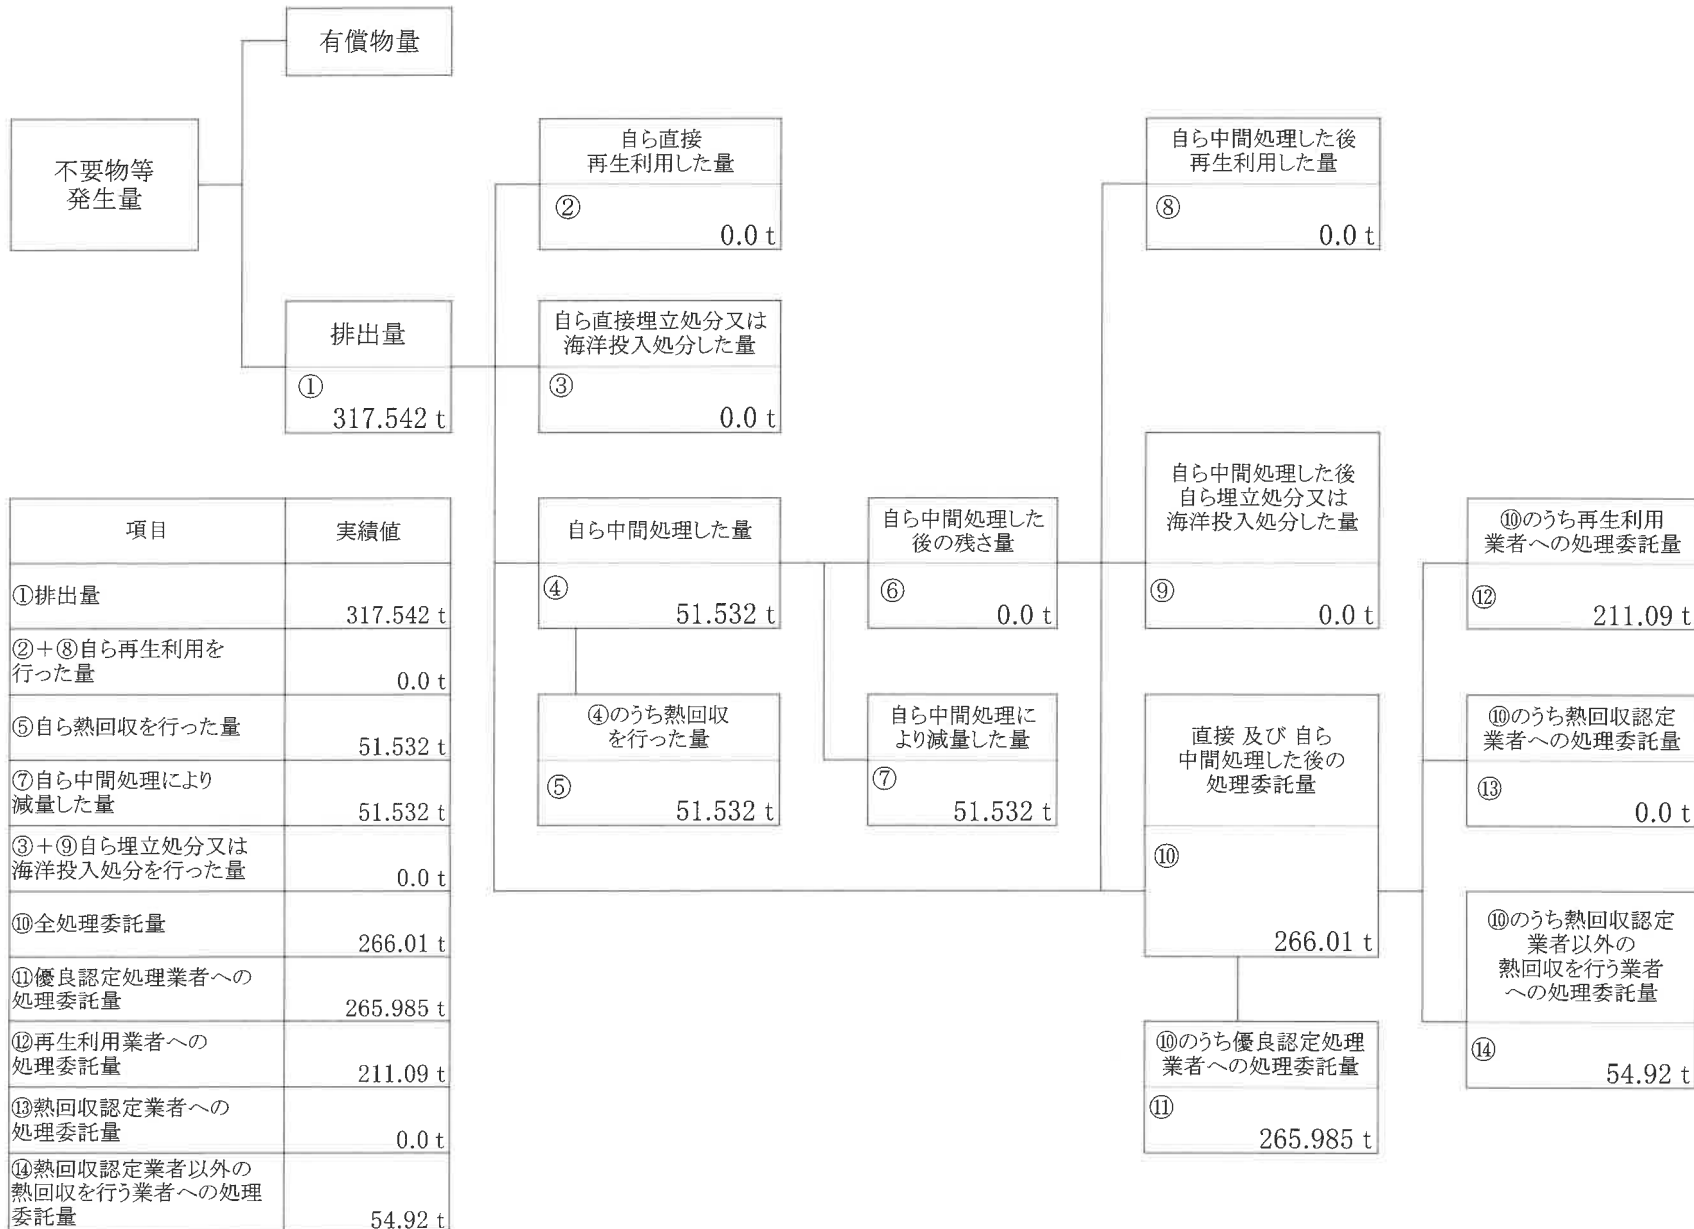 有償物量
不要物等
発生量
排出量
①
317.542 t
自ら直接
再生利用した量
②
0.0 t
自ら直接埋立処分又は
海洋投入処分した量
③
0.0 t
自ら中間処理した量
④
51.532 t
④のうち熱回収
を行った量
⑤
51.532 t
自ら中間処理した
後の残さ量
⑥
0.0 t
自ら中間処理に
より減量した量
⑦
51.532 t
自ら中間処理した後
再生利用した量
⑧
0.0 t
自ら中間処理した後
自ら埋立処分又は
海洋投入処分した量
⑨
0.0 t
直接 及び 自ら
中間処理した後の
処理委託量
⑩
266.01 t
⑩のうち優良認定処理
業者への処理委託量
⑪
265.985 t
⑩のうち再生利用
業者への処理委託量
⑫
211.09 t
⑩のうち熱回収認定
業者への処理委託量
⑬
0.0 t
⑩のうち熱回収認定
業者以外の
熱回収を行う業者
への処理委託量
⑭
54.92 t
項目 実績値
①排出量
317.542 t
②+⑧自ら再生利用を
行った量
0.0 t
⑤自ら熱回収を行った量
51.532 t
⑦自ら中間処理により
減量した量
51.532 t
③+⑨自ら埋立処分又は
海洋投入処分を行った量
0.0 t
⑩全処理委託量
266.01 t
⑪優良認定処理業者への
処理委託量
265.985 t
⑫再生利用業者への
処理委託量
211.09 t
⑬熱回収認定業者への
処理委託量
0.0 t
⑭熱回収認定業者以外の
熱回収を行う業者への処理
委託量
54.92 t